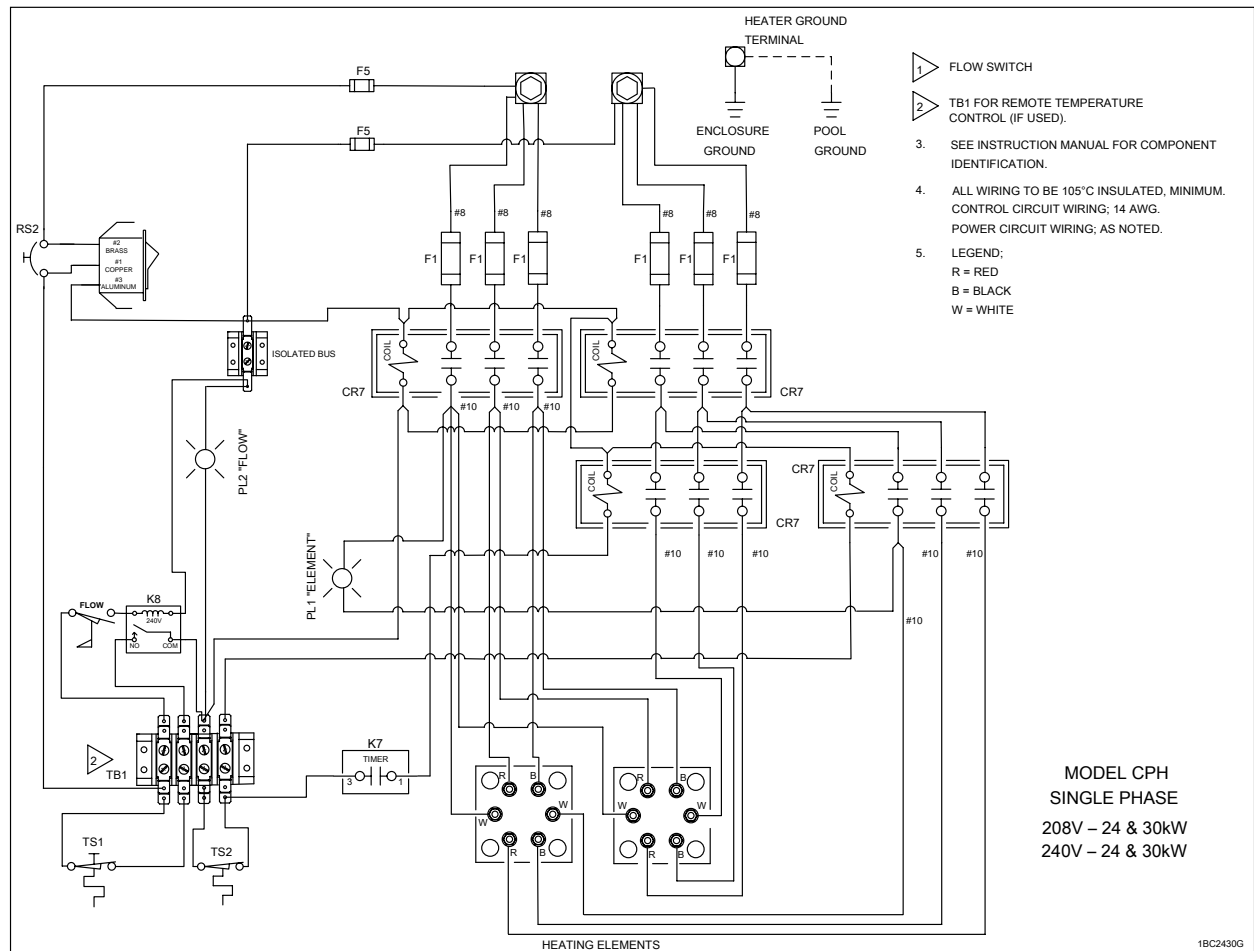 HEATER GROUND
TERMINAL
ENCLOSURE
GROUND
POOL
GROUND
1 FLOW SWITCH
2 TB1 FOR REMOTE TEMPERATURE
CONTROL (IF USED).
3. SEE INSTRUCTION MANUAL FOR COMPONENT
IDENTIFICATION.
4. ALL WIRING TO BE 105°C INSULATED, MINIMUM.
CONTROL CIRCUIT WIRING; 14 AWG.
POWER CIRCUIT WIRING; AS NOTED.
5. LEGEND;
R = RED
B = BLACK
W = WHITE
F5
F5
RS2
#2
BRASS
#1
COPPER
#3
ALUMINUM
#8
#8
#8
#8
#8
#8
F1
F1
F1
F1
F1
F1
ISOLATED BUS
COIL
CR7
COIL
CR7
#10
#10
#10
PL2 "FLOW"
COIL
CR7
CR7
COIL
#10
#10
#10
#10
#10
#10
PL1 "ELEMENT"
FLOW
K8
240V
NO
COM
2
TB1
K7
TIMER
3
1
TS1
TS2
R
B
W
W
R
B
R
B
W
W
R
B
HEATING ELEMENTS
MODEL CPH
SINGLE PHASE
208V – 24 & 30kW
240V – 24 & 30kW
1BC2430G